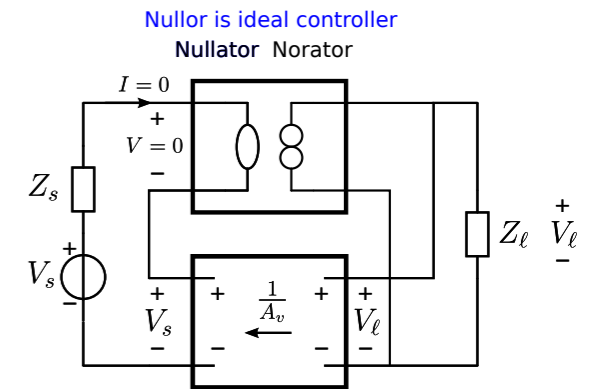 Nullor is ideal controller
Nullator Norator
I = 0
+
V = 0
−
Z_s
+
V_s
−
+
V_s
−
+
−
1/A_v
+
−
+
V_ℓ
−
Z_ℓ
+
V_ℓ
−